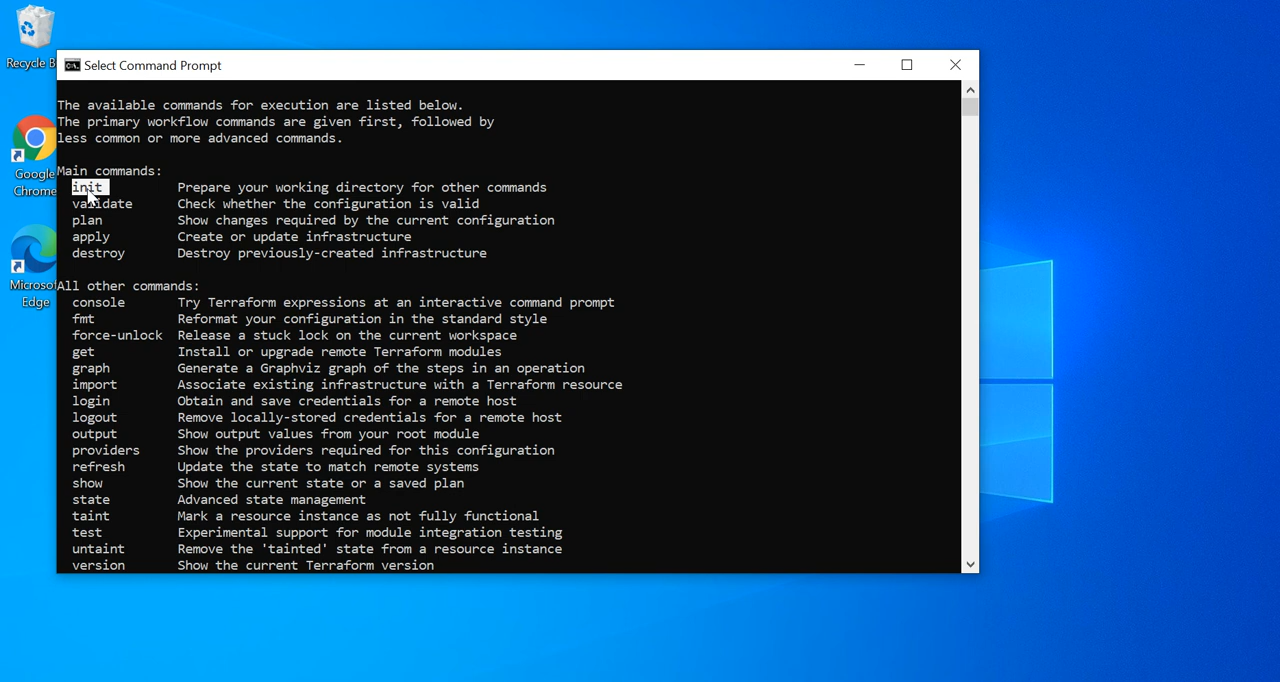 Recycle B
Google
Chrome
Microsof
Edge
Select Command Prompt
The available commands for execution are listed below.
The primary workflow commands are given first, followed by
less common or more advanced commands.
Main commands:
init Prepare your working directory for other commands
validate Check whether the configuration is valid
plan Show changes required by the current configuration
apply Create or update infrastructure
destroy Destroy previously-created infrastructure
All other commands:
console Try Terraform expressions at an interactive command prompt
fmt Reformat your configuration in the standard style
force-unlock Release a stuck lock on the current workspace
get Install or upgrade remote Terraform modules
graph Generate a Graphviz graph of the steps in an operation
import Associate existing infrastructure with a Terraform resource
login Obtain and save credentials for a remote host
logout Remove locally-stored credentials for a remote host
output Show output values from your root module
providers Show the providers required for this configuration
refresh Update the state to match remote systems
show Show the current state or a saved plan
state Advanced state management
taint Mark a resource instance as not fully functional
test Experimental support for module integration testing
untaint Remove the 'tainted' state from a resource instance
version Show the current Terraform version